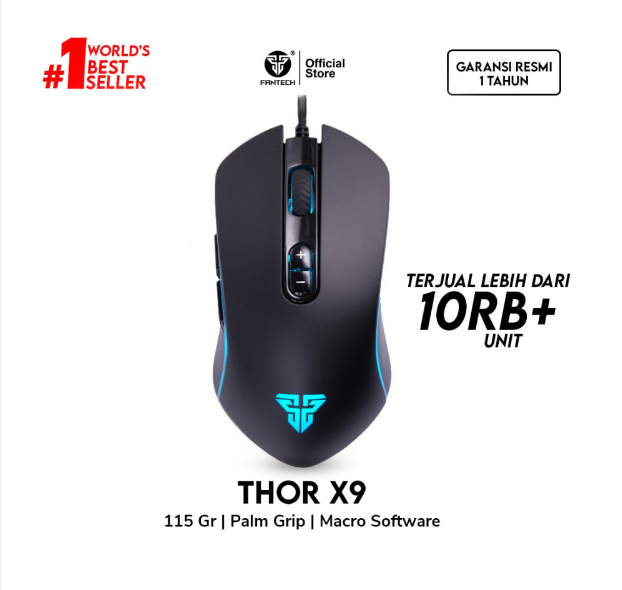 #1 WORLD'S
BEST
SELLER
FANTECH®
Official
Store
GARANSI RESMI
1 TAHUN
+
−
TERJUAL LEBIH DARI
10RB+
UNIT
THOR X9
115 Gr | Palm Grip | Macro Software